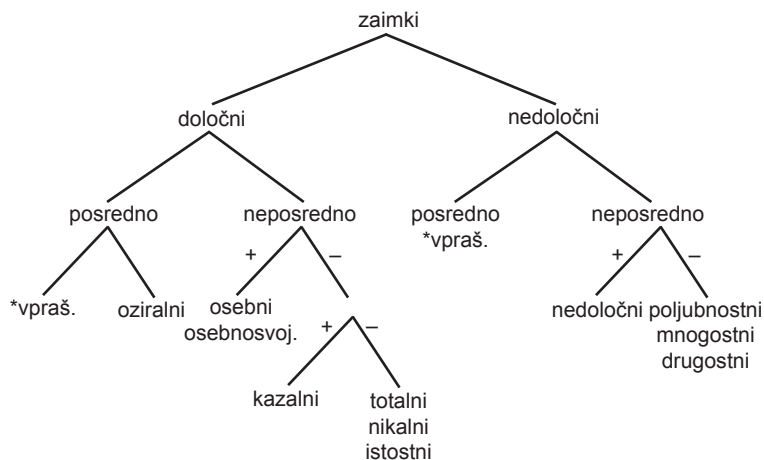 zaimki
določni nedoločni
posredno neposredno posredno neposredno
*vpraš.
+ – + –
*vpraš. oziralni osebni nedoločni poljubnostni
osebnosvoj. mnogostni
+ – drugostni
kazalni totalni
nikalni
istostni